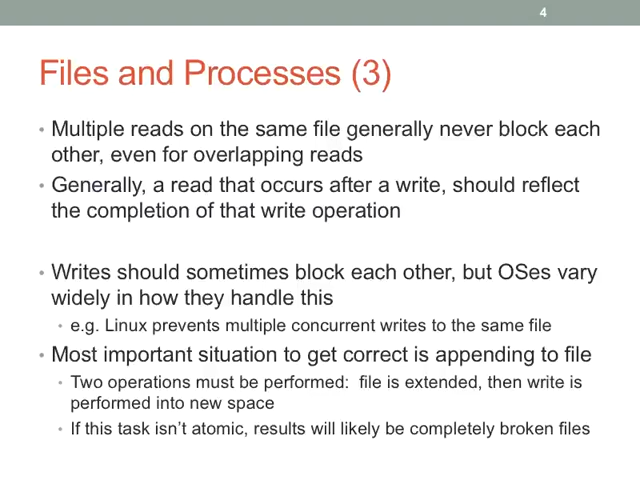 4
Files and Processes (3)
• Multiple reads on the same file generally never block each
other, even for overlapping reads
• Generally, a read that occurs after a write, should reflect
the completion of that write operation
• Writes should sometimes block each other, but OSes vary
widely in how they handle this
• e.g. Linux prevents multiple concurrent writes to the same file
• Most important situation to get correct is appending to file
• Two operations must be performed: file is extended, then write is
performed into new space
• If this task isn't atomic, results will likely be completely broken files